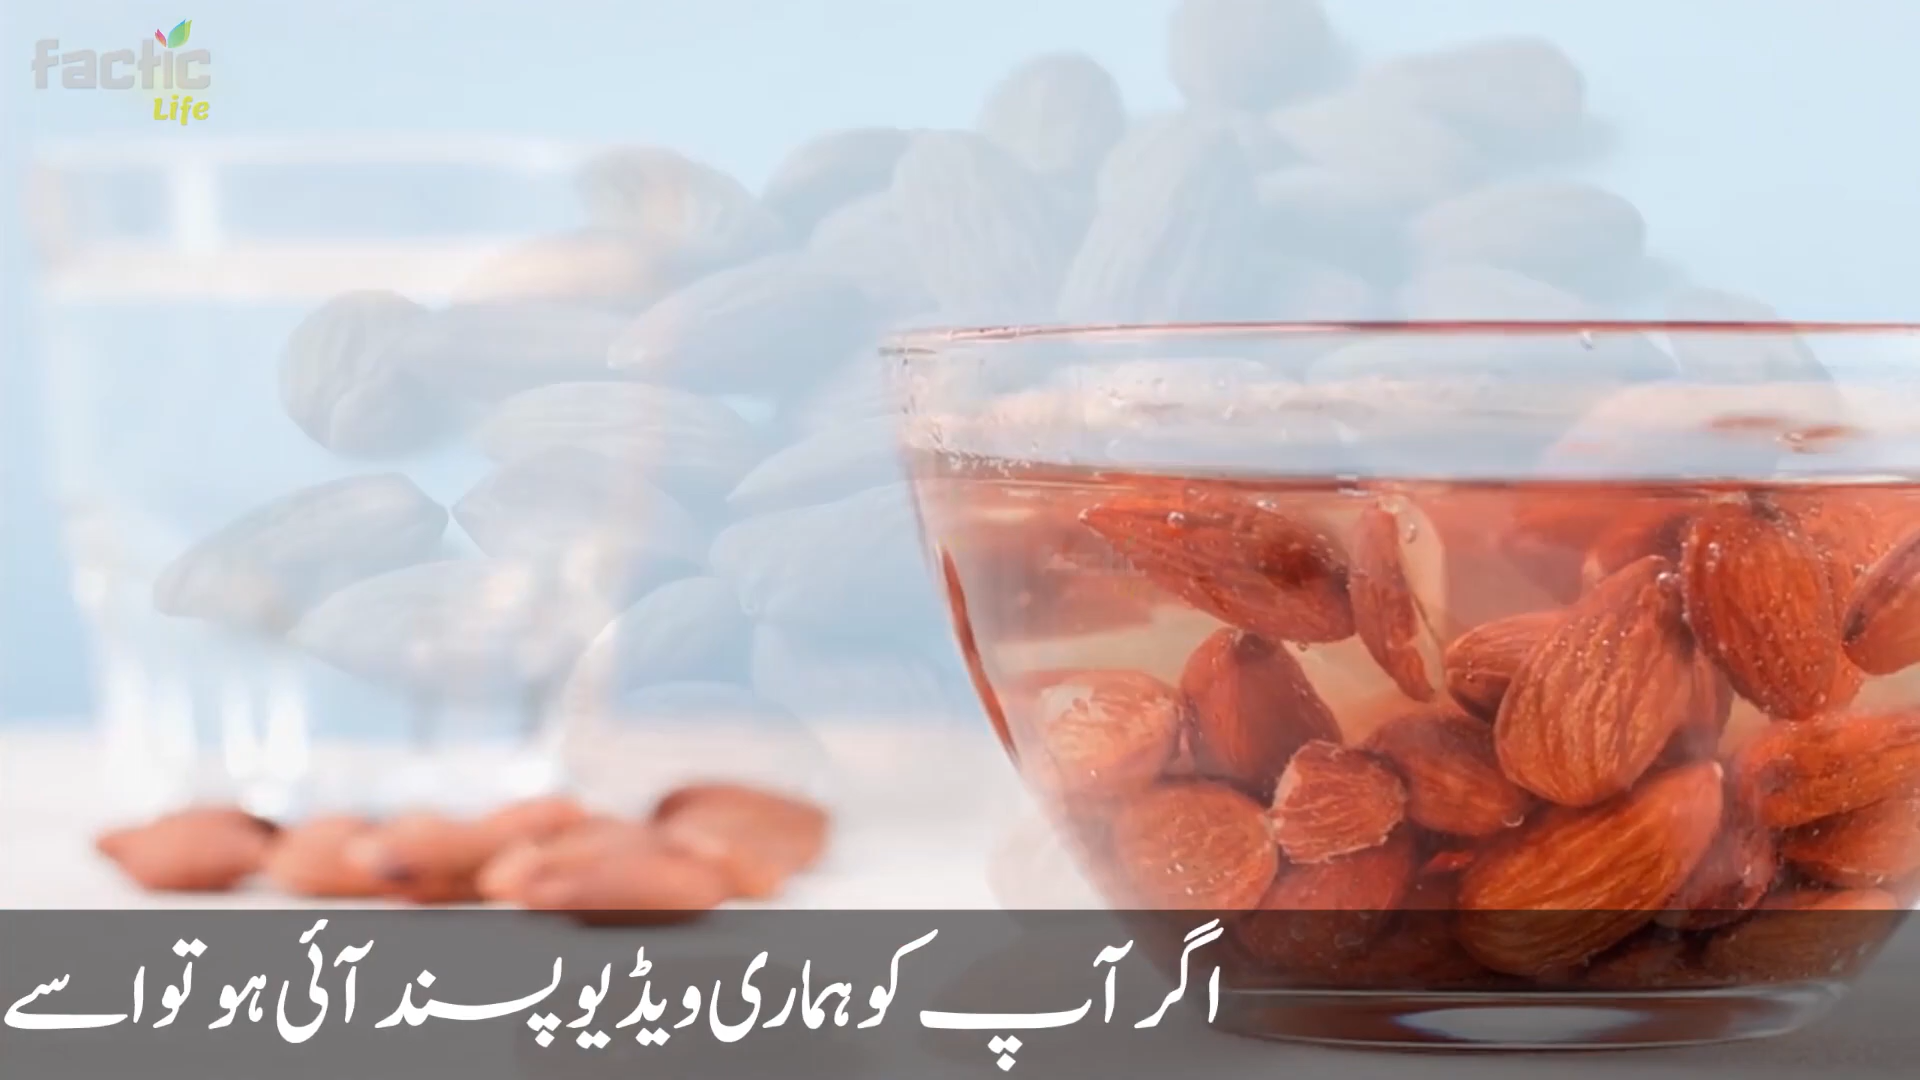 factic
Life
اگر آپ کو ہماری ویڈیو پسند آئی ہو تو اسے